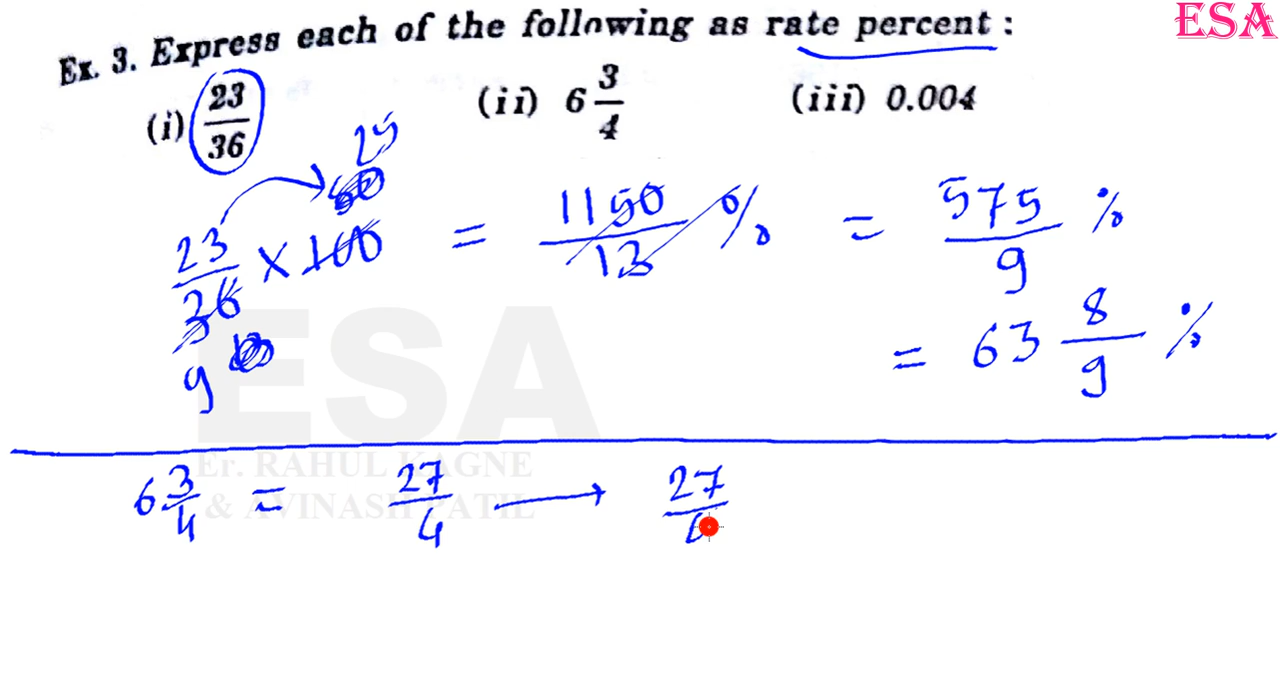 ESA
Ex. 3. Express each of the following as rate percent :
(i) 23/36 (ii) 6 3/4 (iii) 0.004
25
50
23/36 × 100 = 1150/13 % = 575/9 %
9
= 63 8/9 %
ESA
Er. RAHUL KAGNE
& AVINASH PATIL
6 3/4 = 27/4 → 27/